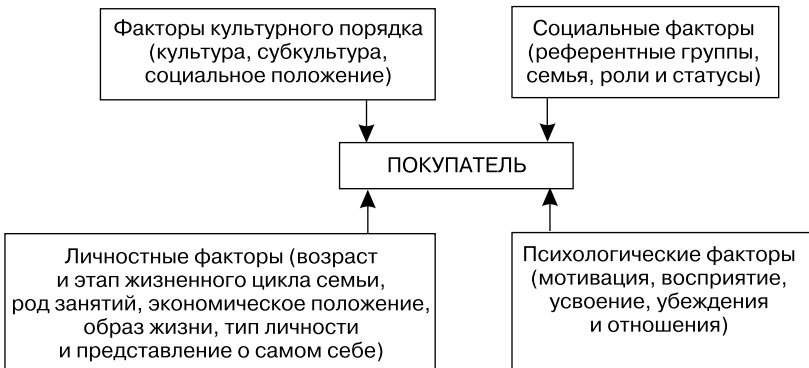 Факторы культурного порядка
(культура, субкультура,
социальное положение)
Социальные факторы
(референтные группы,
семья, роли и статусы)
ПОКУПАТЕЛЬ
Личностные факторы (возраст
и этап жизненного цикла семьи,
род занятий, экономическое положение,
образ жизни, тип личности
и представление о самом себе)
Психологические факторы
(мотивация, восприятие,
усвоение, убеждения
и отношения)